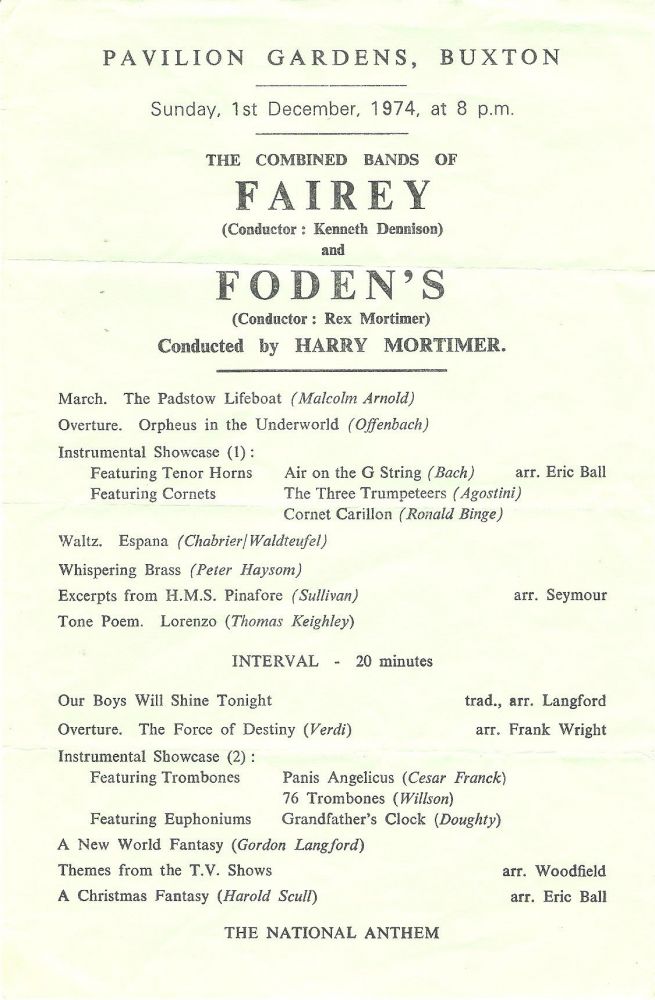 PAVILION GARDENS, BUXTON
Sunday, 1st December, 1974, at 8 p.m.
THE COMBINED BANDS OF
FAIREY
(Conductor : Kenneth Dennison)
and
FODEN'S
(Conductor : Rex Mortimer)
Conducted by HARRY MORTIMER.
March. The Padstow Lifeboat (Malcolm Arnold)
Overture. Orpheus in the Underworld (Offenbach)
Instrumental Showcase (1) :
Featuring Tenor Horns Air on the G String (Bach) arr. Eric Ball
Featuring Cornets The Three Trumpeteers (Agostini)
Cornet Carillon (Ronald Binge)
Waltz. Espana (Chabrier/Waldteufel)
Whispering Brass (Peter Haysom)
Excerpts from H.M.S. Pinafore (Sullivan) arr. Seymour
Tone Poem. Lorenzo (Thomas Keighley)
INTERVAL - 20 minutes
Our Boys Will Shine Tonight trad., arr. Langford
Overture. The Force of Destiny (Verdi) arr. Frank Wright
Instrumental Showcase (2) :
Featuring Trombones Panis Angelicus (Cesar Franck)
76 Trombones (Willson)
Featuring Euphoniums Grandfather's Clock (Doughty)
A New World Fantasy (Gordon Langford)
Themes from the T.V. Shows arr. Woodfield
A Christmas Fantasy (Harold Scull) arr. Eric Ball
THE NATIONAL ANTHEM